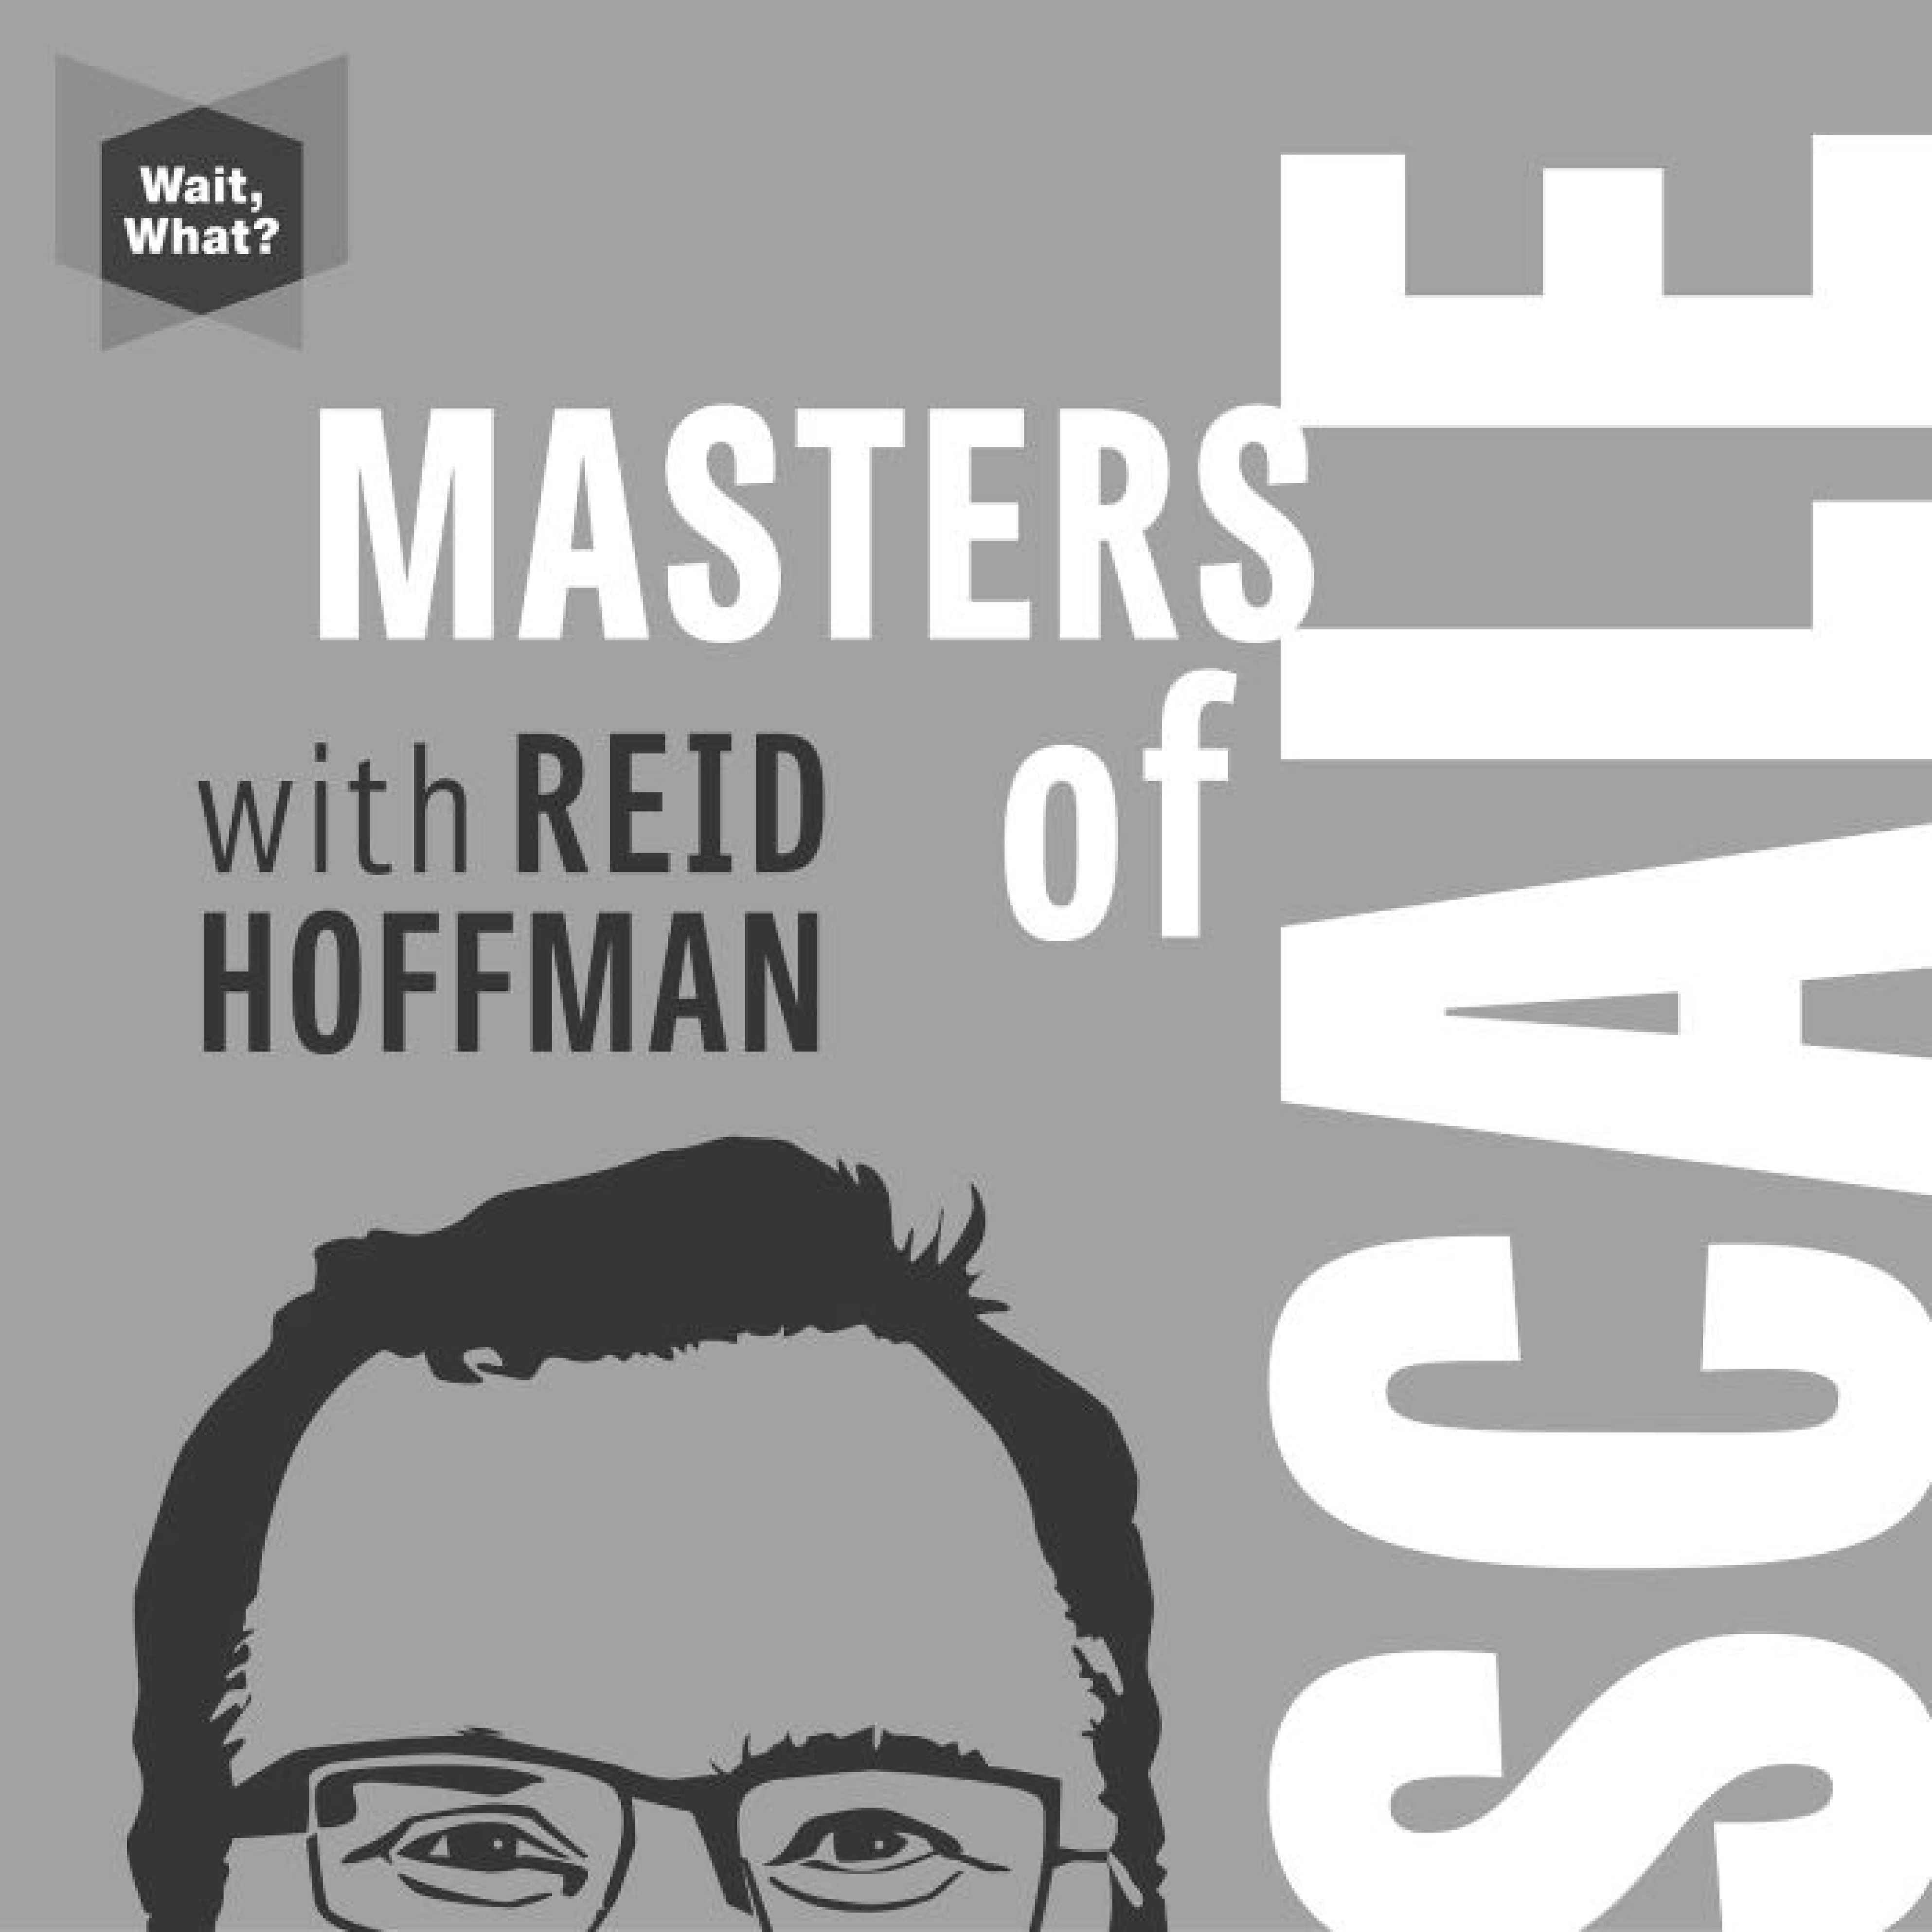 Wait,
What?
MASTERS
of
SCALE
with REID
HOFFMAN